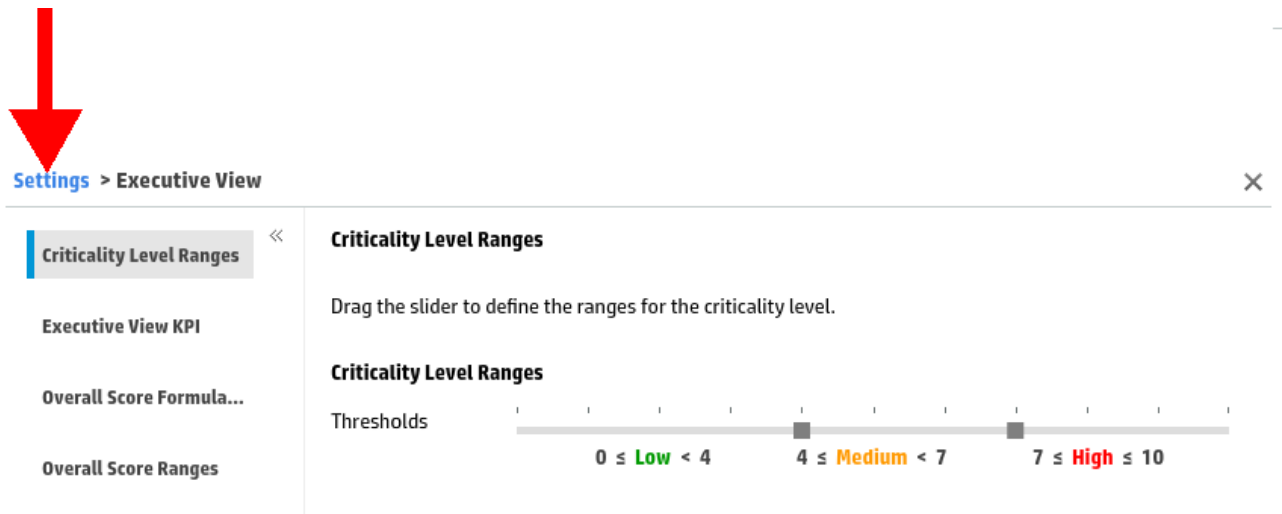 Settings > Executive View
Criticality Level Ranges
Executive View KPI
Overall Score Formula...
Overall Score Ranges
Criticality Level Ranges
Drag the slider to define the ranges for the criticality level.
Criticality Level Ranges
Thresholds
0 ≤ Low < 4 4 ≤ Medium < 7 7 ≤ High ≤ 10